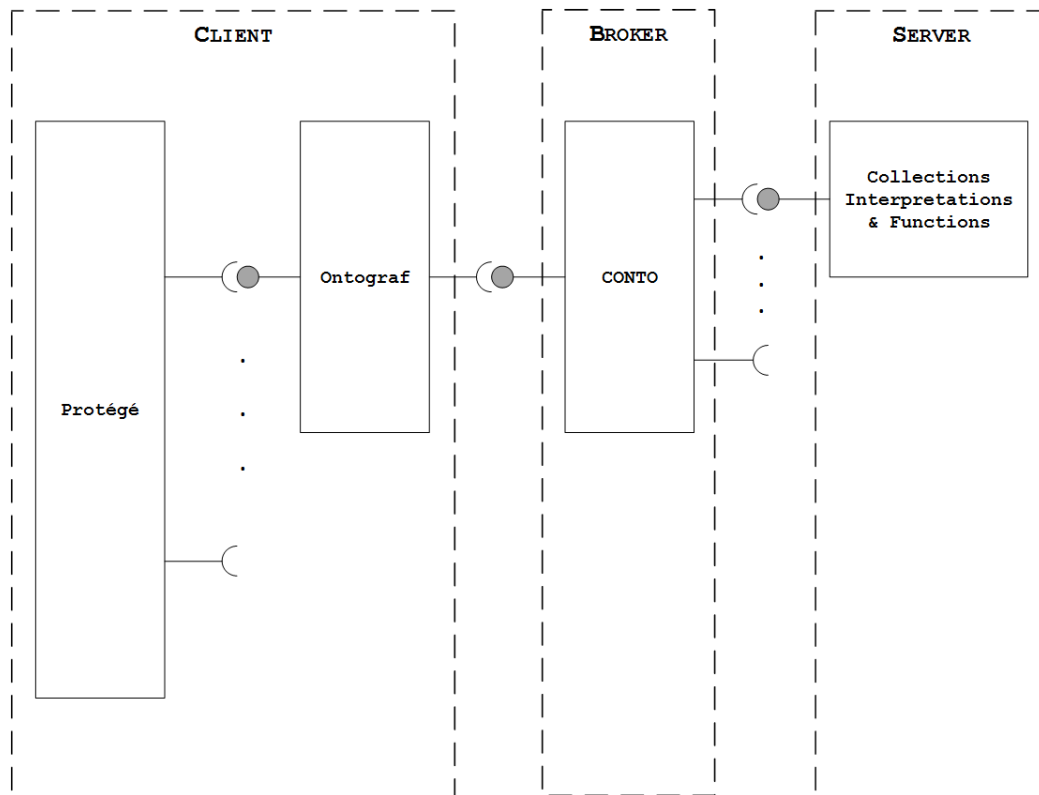 CLIENT
BROKER
SERVER
Collections
Interpretations
& Functions
Ontograf
CONTO
Protégé